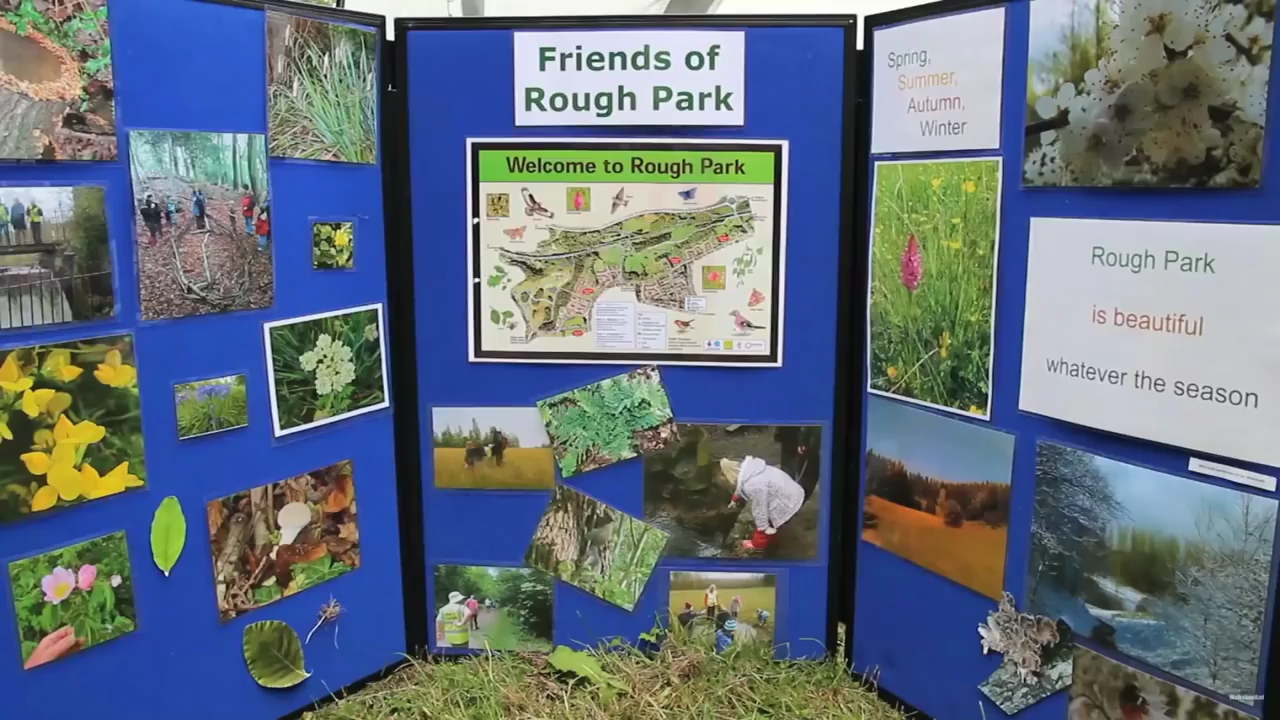 Friends of
Rough Park
Welcome to Rough Park
Spring,
Summer,
Autumn,
Winter
Rough Park
is beautiful
whatever the season